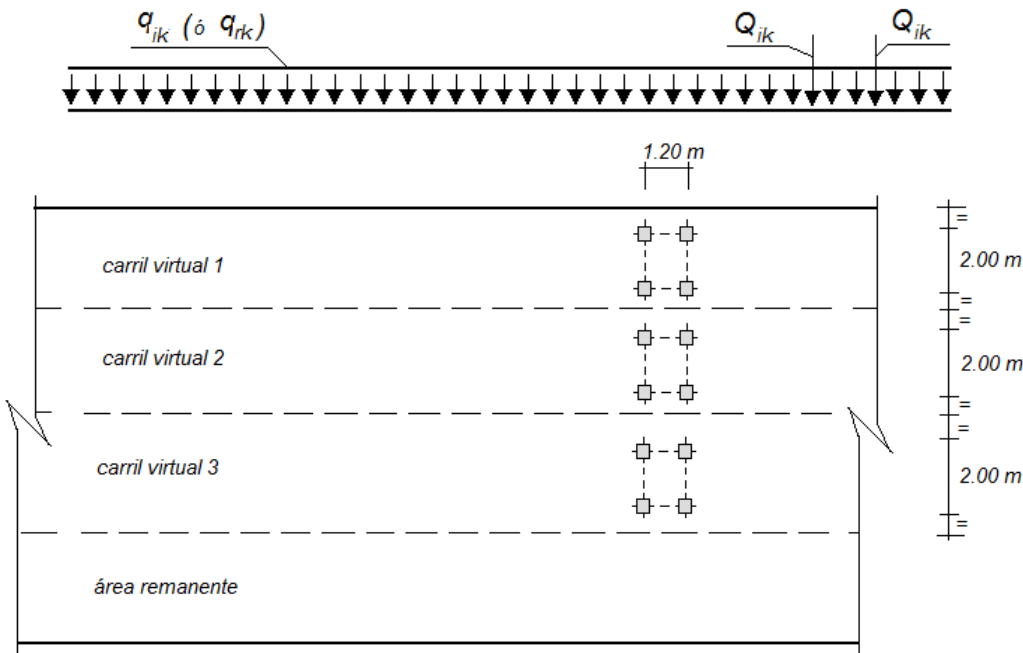 q_ik (ó q_rk)
Q_ik
Q_ik
1.20 m
=
carril virtual 1
2.00 m
=
=
carril virtual 2
2.00 m
=
=
carril virtual 3
2.00 m
=
área remanente